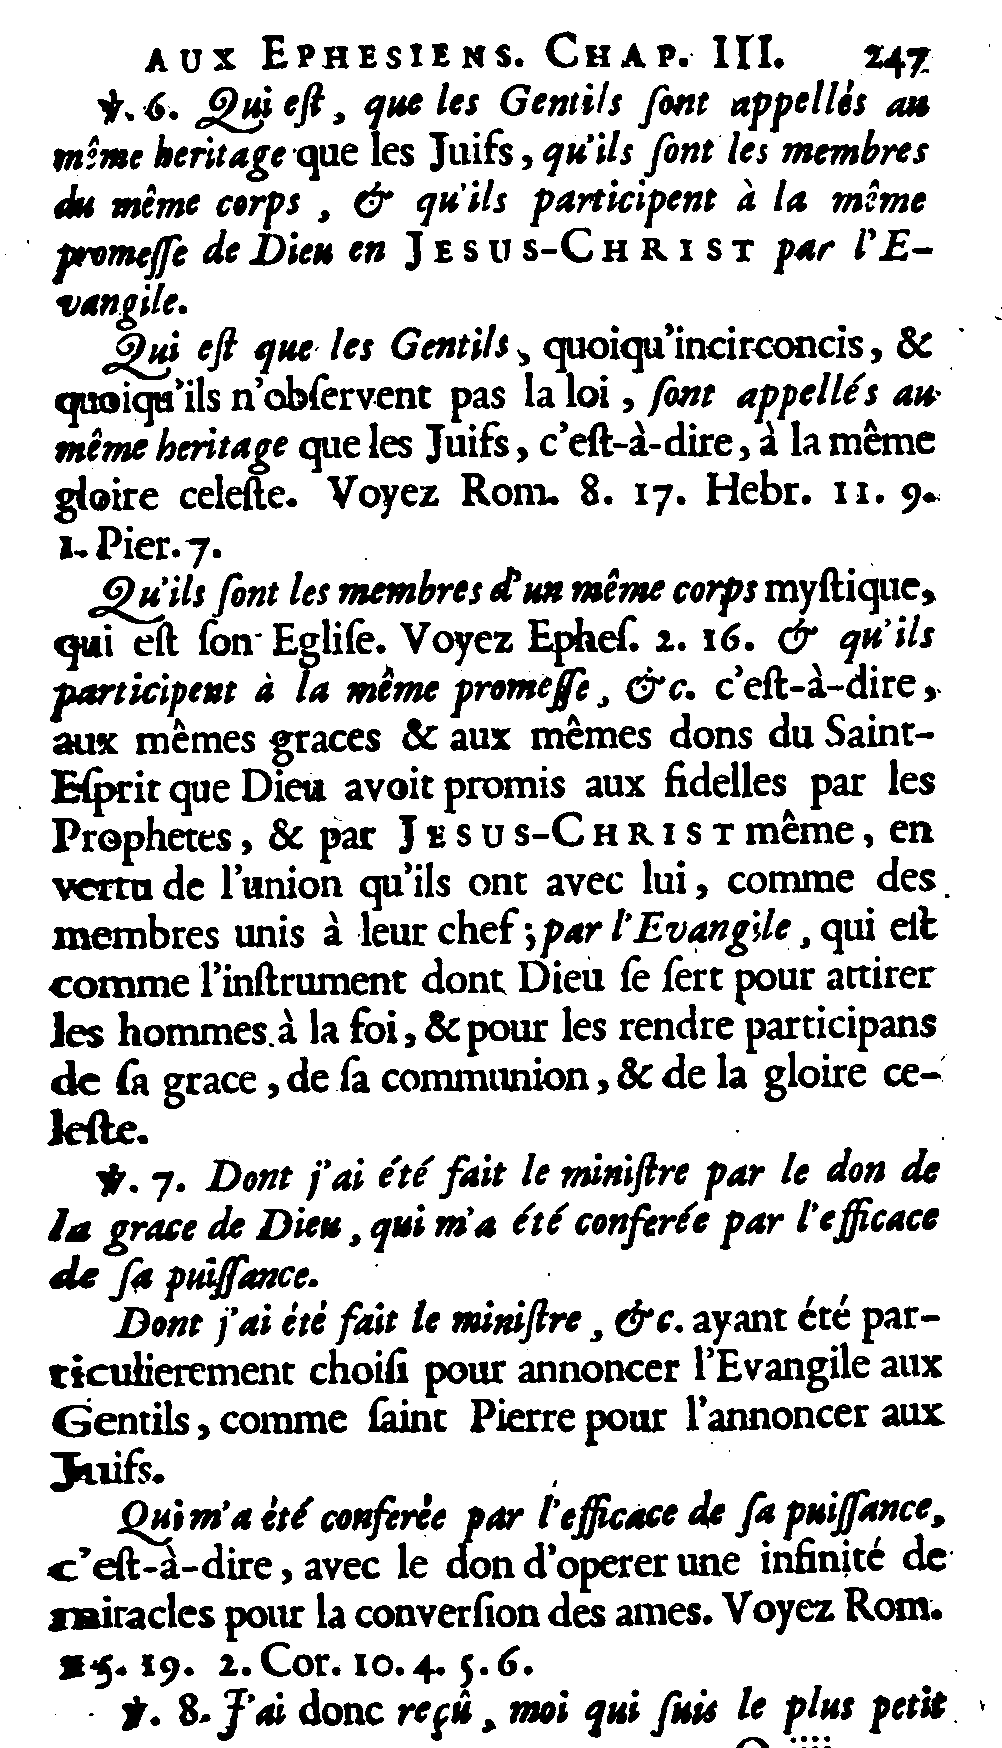 AUX EPHESIENS. CHAP. III. 247
℣. 6. Qui eſt, que les Gentils ſont appellés au
même heritage que les Juifs, qu'ils ſont les membres
du même corps, & qu'ils participent à la même
promeſſe de Dieu en JESUS-CHRIST par l'E-
vangile.
Qui eſt que les Gentils, quoiqu'incirconcis, &
quoiqu'ils n'obſervent pas la loi, ſont appellés au
même heritage que les Juifs, c'eſt-à-dire, à la même
gloire celeſte. Voyez Rom. 8. 17. Hebr. 11. 9.
1. Pier. 7.
Qu'ils ſont les membres d'un même corps myſtique,
qui eſt ſon Egliſe. Voyez Epheſ. 2. 16. & qu'ils
participent à la même promeſſe, &c. c'eſt-à-dire,
aux mêmes graces & aux mêmes dons du Saint-
Eſprit que Dieu avoit promis aux fidelles par les
Prophetes, & par JESUS-CHRIST même, en
vertu de l'union qu'ils ont avec lui, comme des
membres unis à leur chef; par l'Evangile, qui eſt
comme l'inſtrument dont Dieu ſe ſert pour attirer
les hommes à la foi, & pour les rendre participans
de ſa grace, de ſa communion, & de la gloire ce-
leſte.
℣. 7. Dont j'ai été fait le miniſtre par le don de
la grace de Dieu, qui m'a été conferée par l'efficace
de ſa puiſſance.
Dont j'ai été fait le miniſtre, &c. ayant été par-
ticulierement choiſi pour annoncer l'Evangile aux
Gentils, comme ſaint Pierre pour l'annoncer aux
Juifs.
Qui m'a été conferée par l'efficace de ſa puiſſance,
c'eſt-à-dire, avec le don d'operer une infinité de
miracles pour la converſion des ames. Voyez Rom.
15. 19. 2. Cor. 10. 4. 5. 6.
℣. 8. J'ai donc reçû, moi qui ſuis le plus petit